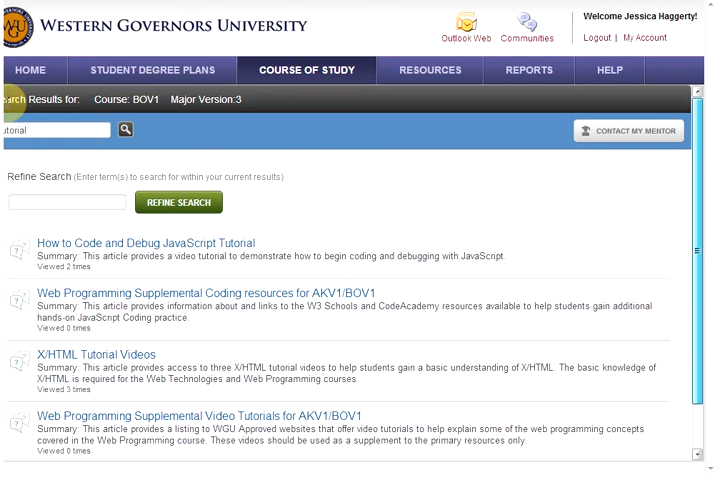 WESTERN GOVERNORS UNIVERSITY
WGU
Outlook Web
Communities
Welcome Jessica Haggerty!
Logout | My Account
HOME
STUDENT DEGREE PLANS
COURSE OF STUDY
RESOURCES
REPORTS
HELP
earch Results for: Course: BOV1 Major Version:3
utorial
CONTACT MY MENTOR
Refine Search (Enter term(s) to search for within your current results)
REFINE SEARCH
How to Code and Debug JavaScript Tutorial
Summary: This article provides a video tutorial to demonstrate how to begin coding and debugging with JavaScript.
Viewed 2 times
Web Programming Supplemental Coding resources for AKV1/BOV1
Summary: This article provides information about and links to the W3 Schools and CodeAcademy resources available to help students gain additional
hands-on JavaScript Coding practice.
Viewed 0 times
X/HTML Tutorial Videos
Summary: This article provides access to three X/HTML tutorial videos to help students gain a basic understanding of X/HTML. The basic knowledge of
X/HTML is required for the Web Technologies and Web Programming courses.
Viewed 3 times
Web Programming Supplemental Video Tutorials for AKV1/BOV1
Summary: This article provides a listing to WGU Approved websites that offer video tutorials to help explain some of the web programming concepts
covered in the Web Programming course. These videos should be used as a supplement to the primary resources only.
Viewed 0 times